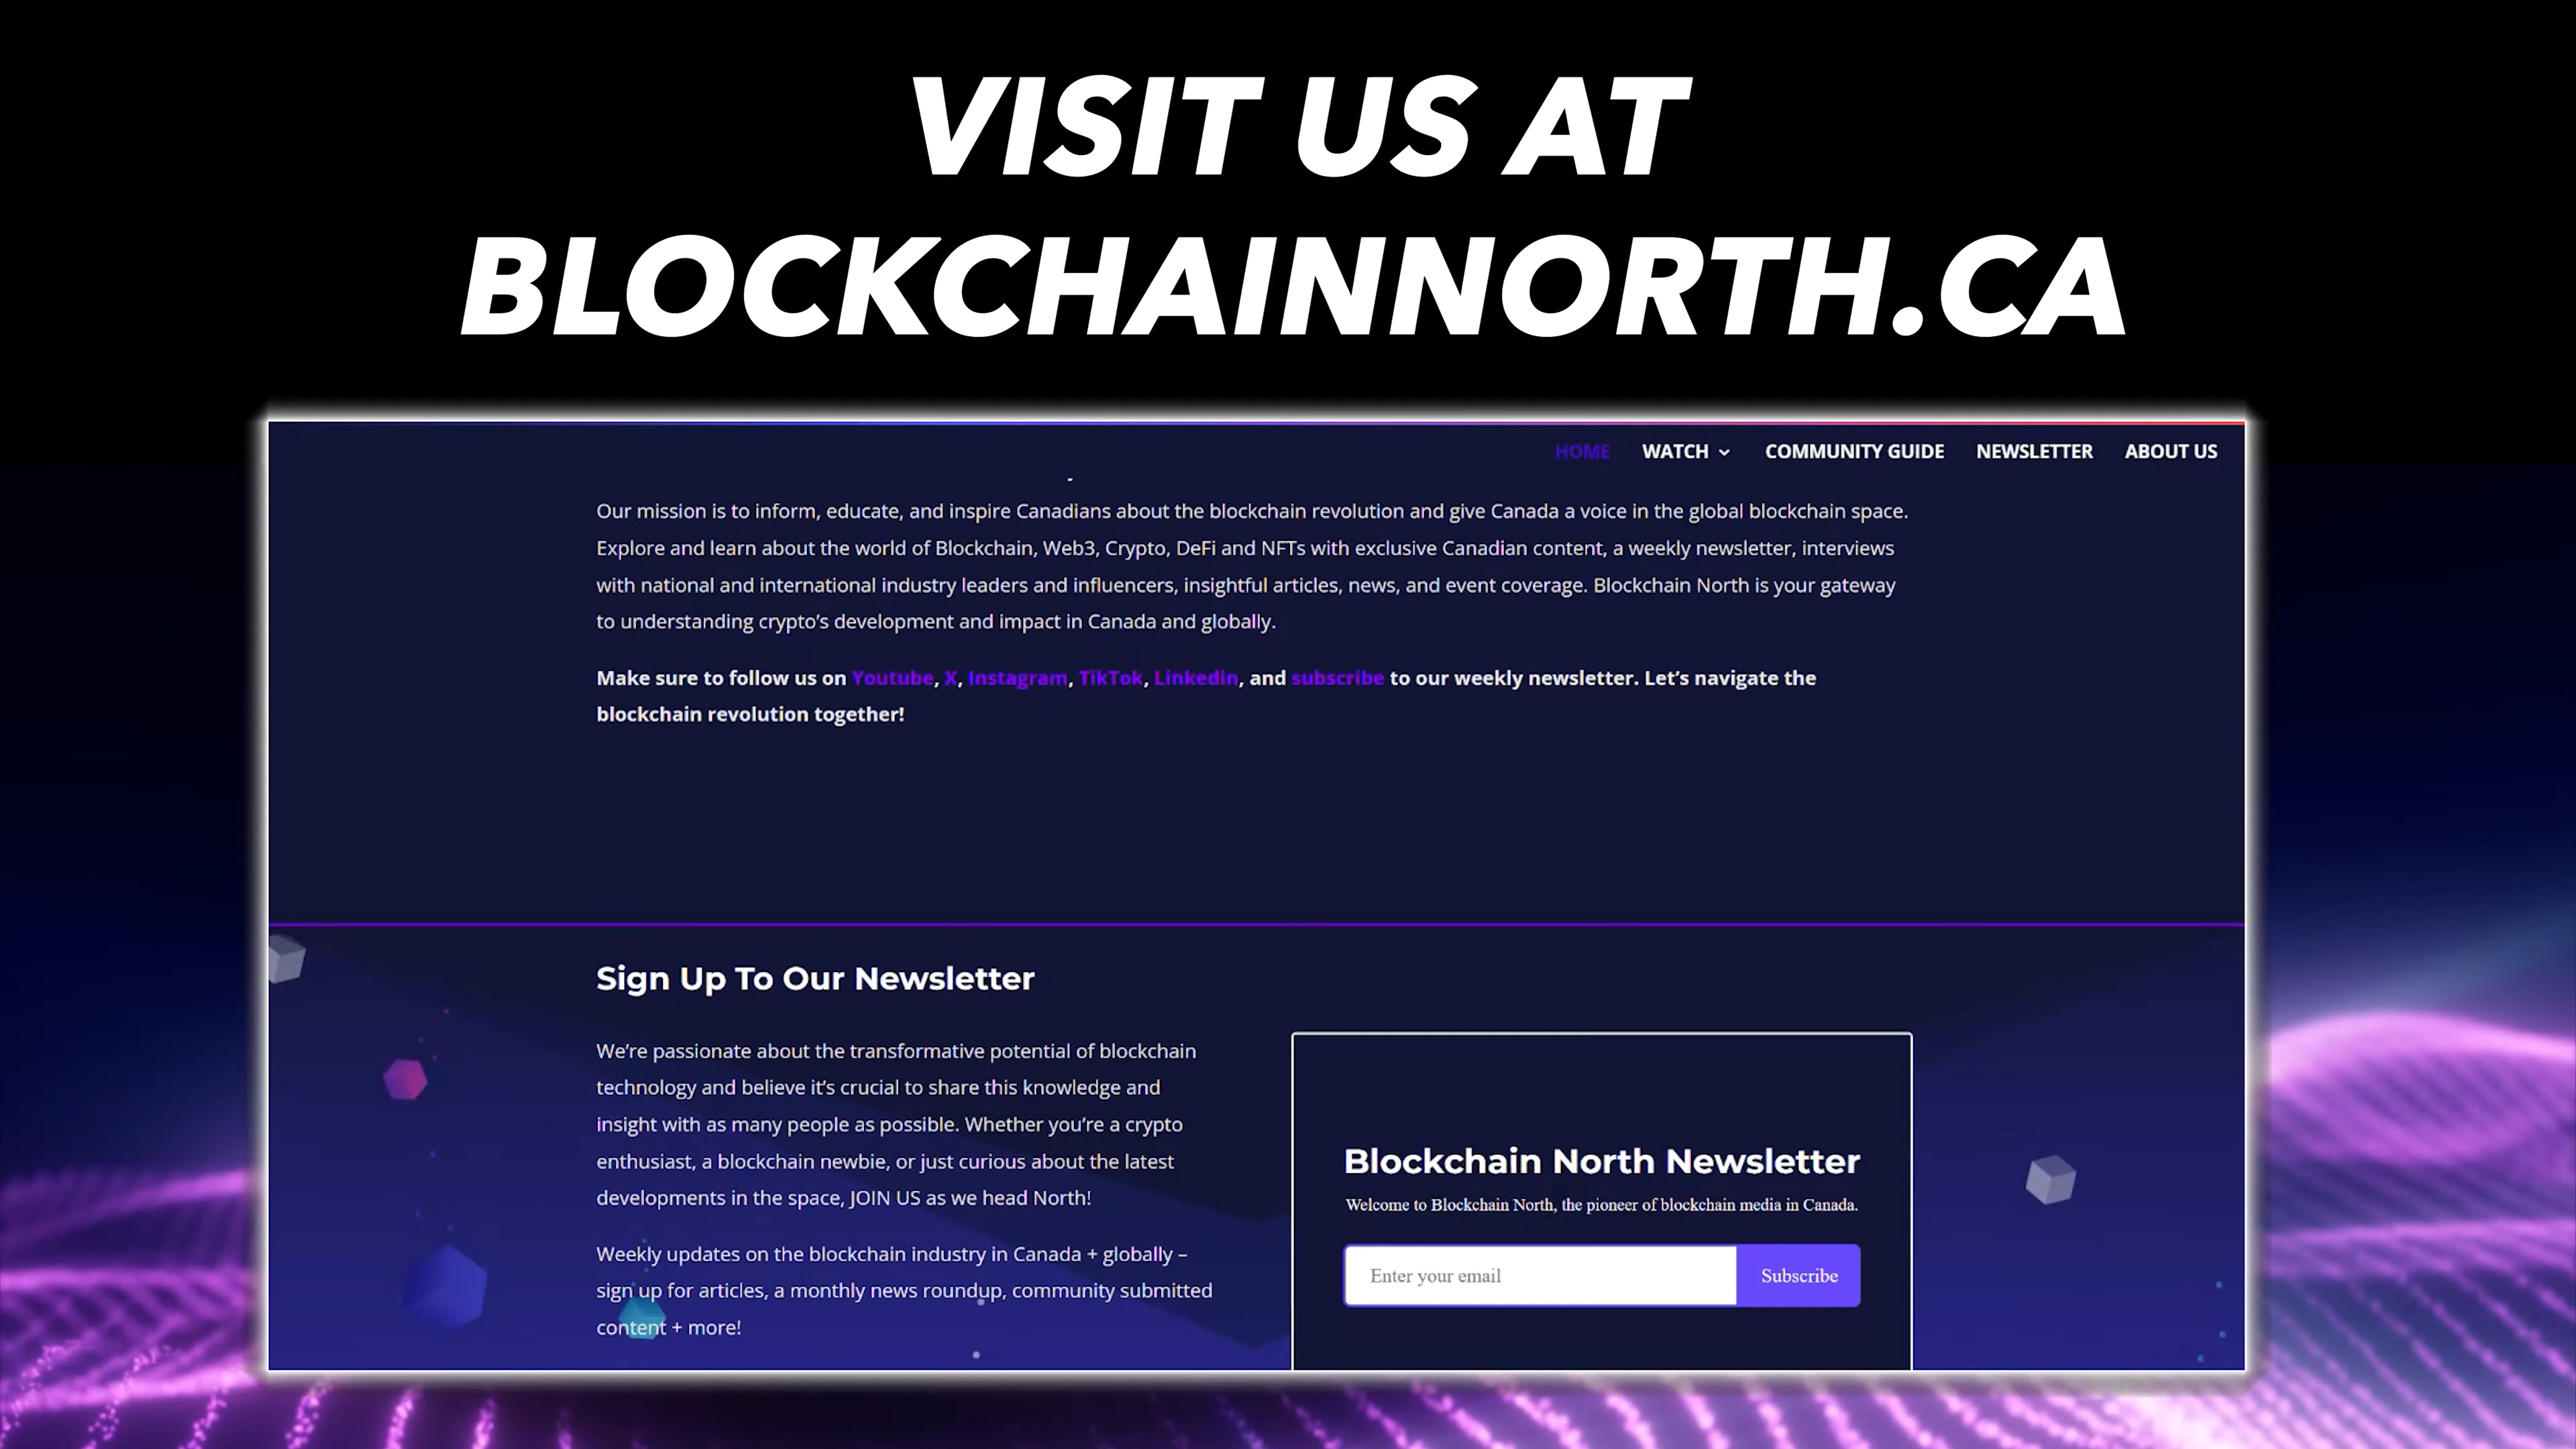 VISIT US AT
BLOCKCHAINNORTH.CA
HOME WATCH COMMUNITY GUIDE NEWSLETTER ABOUT US
Our mission is to inform, educate, and inspire Canadians about the blockchain revolution and give Canada a voice in the global blockchain space.
Explore and learn about the world of Blockchain, Web3, Crypto, DeFi and NFTs with exclusive Canadian content, a weekly newsletter, interviews
with national and international industry leaders and influencers, insightful articles, news, and event coverage. Blockchain North is your gateway
to understanding crypto's development and impact in Canada and globally.
Make sure to follow us on Youtube, X, Instagram, TikTok, Linkedin, and subscribe to our weekly newsletter. Let's navigate the
blockchain revolution together!
Sign Up To Our Newsletter
We're passionate about the transformative potential of blockchain
technology and believe it's crucial to share this knowledge and
insight with as many people as possible. Whether you're a crypto
enthusiast, a blockchain newbie, or just curious about the latest
developments in the space, JOIN US as we head North!
Weekly updates on the blockchain industry in Canada + globally –
sign up for articles, a monthly news roundup, community submitted
content + more!
Blockchain North Newsletter
Welcome to Blockchain North, the pioneer of blockchain media in Canada.
Enter your email Subscribe